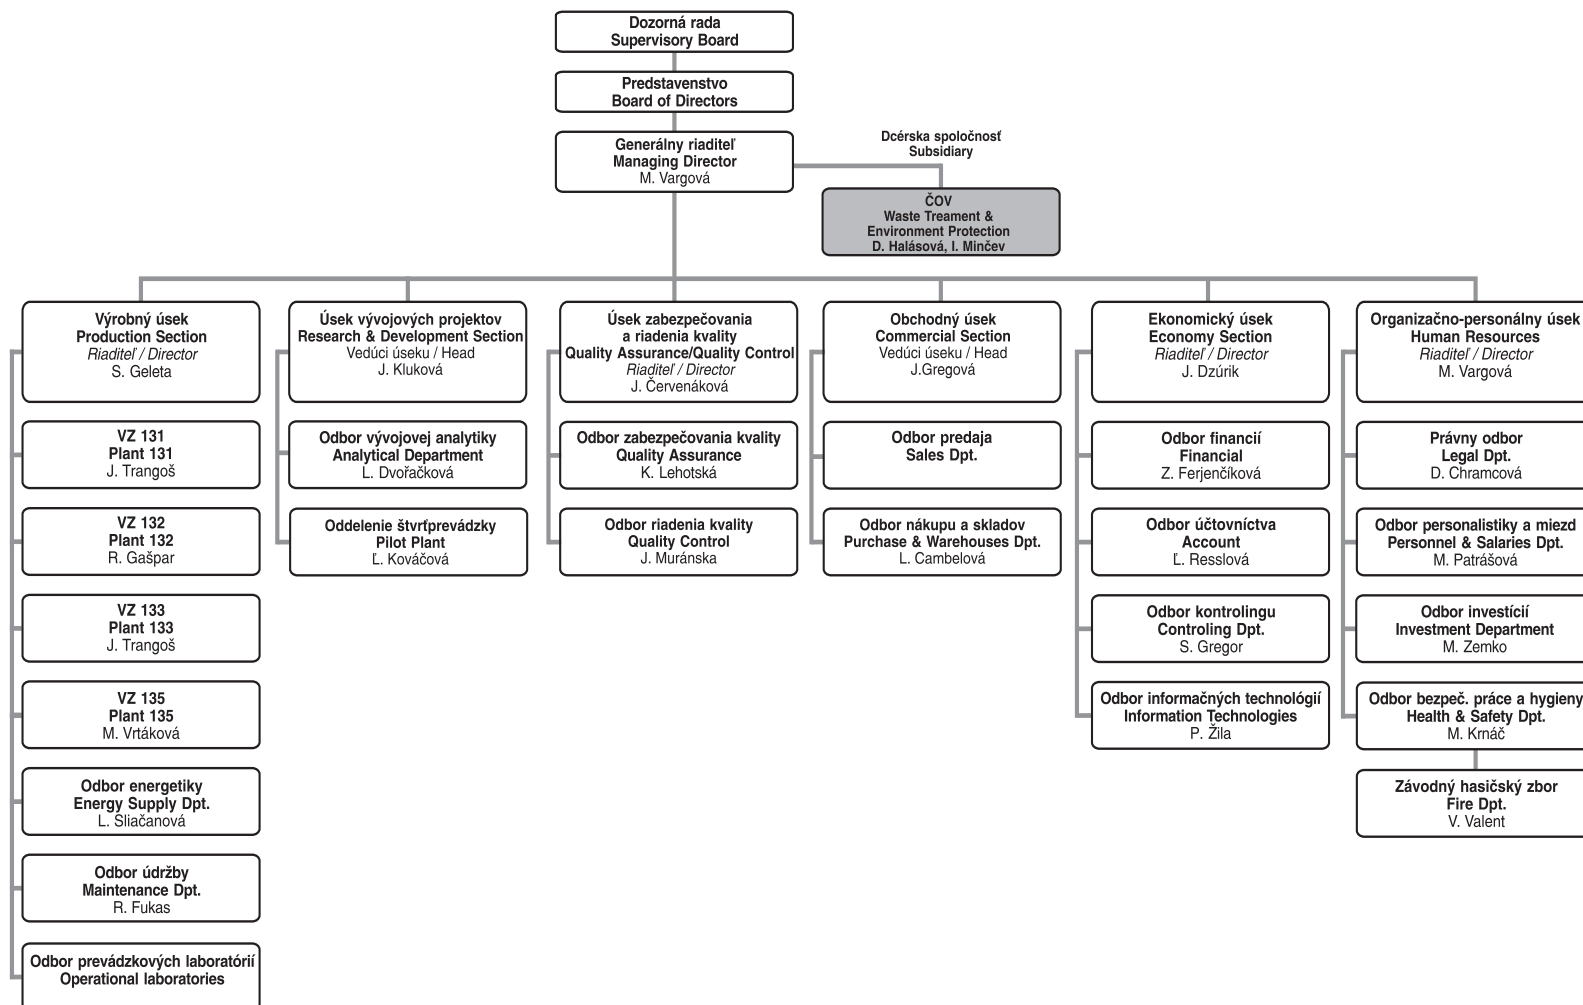 Dozorná rada
Supervisory Board
Predstavenstvo
Board of Directors
Generálny riaditeľ
Managing Director
M. Vargová
Dcérska spoločnosť
Subsidiary
ČOV
Waste Treament &
Environment Protection
D. Halásová, I. Minčev
Výrobný úsek
Production Section
Riaditeľ / Director
S. Geleta
VZ 131
Plant 131
J. Trangoš
VZ 132
Plant 132
R. Gašpar
VZ 133
Plant 133
J. Trangoš
VZ 135
Plant 135
M. Vrtáková
Odbor energetiky
Energy Supply Dpt.
L. Sliačanová
Odbor údržby
Maintenance Dpt.
R. Fukas
Odbor prevádzkových laboratórií
Operational laboratories
Úsek vývojových projektov
Research & Development Section
Vedúci úseku / Head
J. Kluková
Odbor vývojovej analytiky
Analytical Department
L. Dvořačková
Oddelenie štvrťprevádzky
Pilot Plant
Ľ. Kováčová
Úsek zabezpečovania
a riadenia kvality
Quality Assurance/Quality Control
Riaditeľ / Director
J. Červenáková
Odbor zabezpečovania kvality
Quality Assurance
K. Lehotská
Odbor riadenia kvality
Quality Control
J. Muránska
Obchodný úsek
Commercial Section
Vedúci úseku / Head
J.Gregová
Odbor predaja
Sales Dpt.
Odbor nákupu a skladov
Purchase & Warehouses Dpt.
L. Cambelová
Ekonomický úsek
Economy Section
Riaditeľ / Director
J. Dzúrik
Odbor financií
Financial
Z. Ferjenčíková
Odbor účtovníctva
Account
Ľ. Resslová
Odbor kontrolingu
Controling Dpt.
S. Gregor
Odbor informačných technológií
Information Technologies
P. Žila
Organizačno-personálny úsek
Human Resources
Riaditeľ / Director
M. Vargová
Právny odbor
Legal Dpt.
D. Chramcová
Odbor personalistiky a miezd
Personnel & Salaries Dpt.
M. Patrášová
Odbor investícií
Investment Department
M. Zemko
Odbor bezpeč. práce a hygieny
Health & Safety Dpt.
M. Krnáč
Závodný hasičský zbor
Fire Dpt.
V. Valent